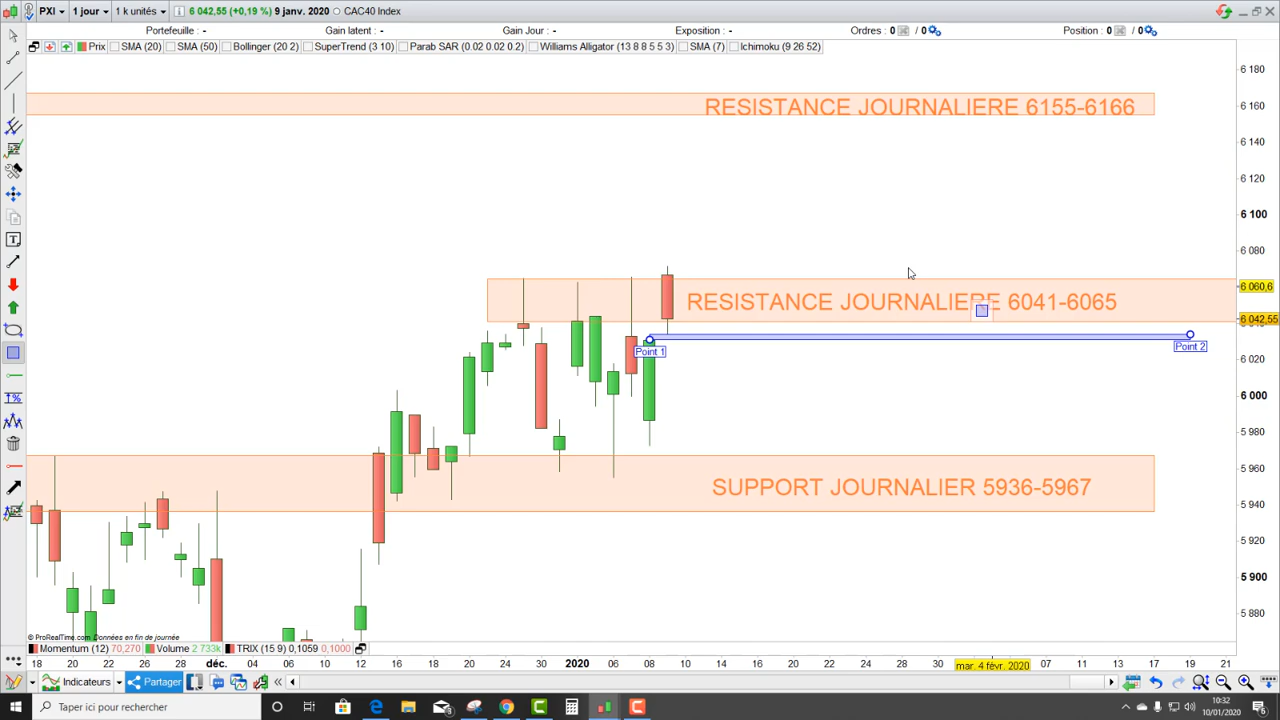 PXI 1 jour 1 k unités 6 042,55 (+0,19 %) 9 janv. 2020 CAC40 Index
Portefeuille : - Gain latent : - Gain Jour : - Exposition : - Ordres : 0 / 0 Position : 0 / 0
Prix SMA (20) SMA (50) Bollinger (20 2) SuperTrend (3 10) Parab SAR (0.02 0.02 0.2) Williams Alligator (13 8 8 5 5 3) SMA (7) Ichimoku (9 26 52)
6 180
RESISTANCE JOURNALIERE 6155-6166
6 160
6 140
6 120
6 100
6 080
6 060,6
RESISTANCE JOURNALIERE 6041-6065
6 042,55
Point 1
Point 2
6 020
6 000
5 980
5 960
SUPPORT JOURNALIER 5936-5967
5 940
5 920
5 900
5 880
© ProRealTime.com Données en fin de journée
Momentum (12) 70,270 Volume 2 733k TRIX (15 9) 0,1059 0,1000
18 20 22 26 28 déc. 04 06 10 12 16 18 20 24 26 30 2020 06 08 10 14 16 20 22 24 28 30 mar. 4 févr. 2020 07 11 13 17 19 21
Indicateurs Partager
Taper ici pour rechercher
10:32
10/01/2020